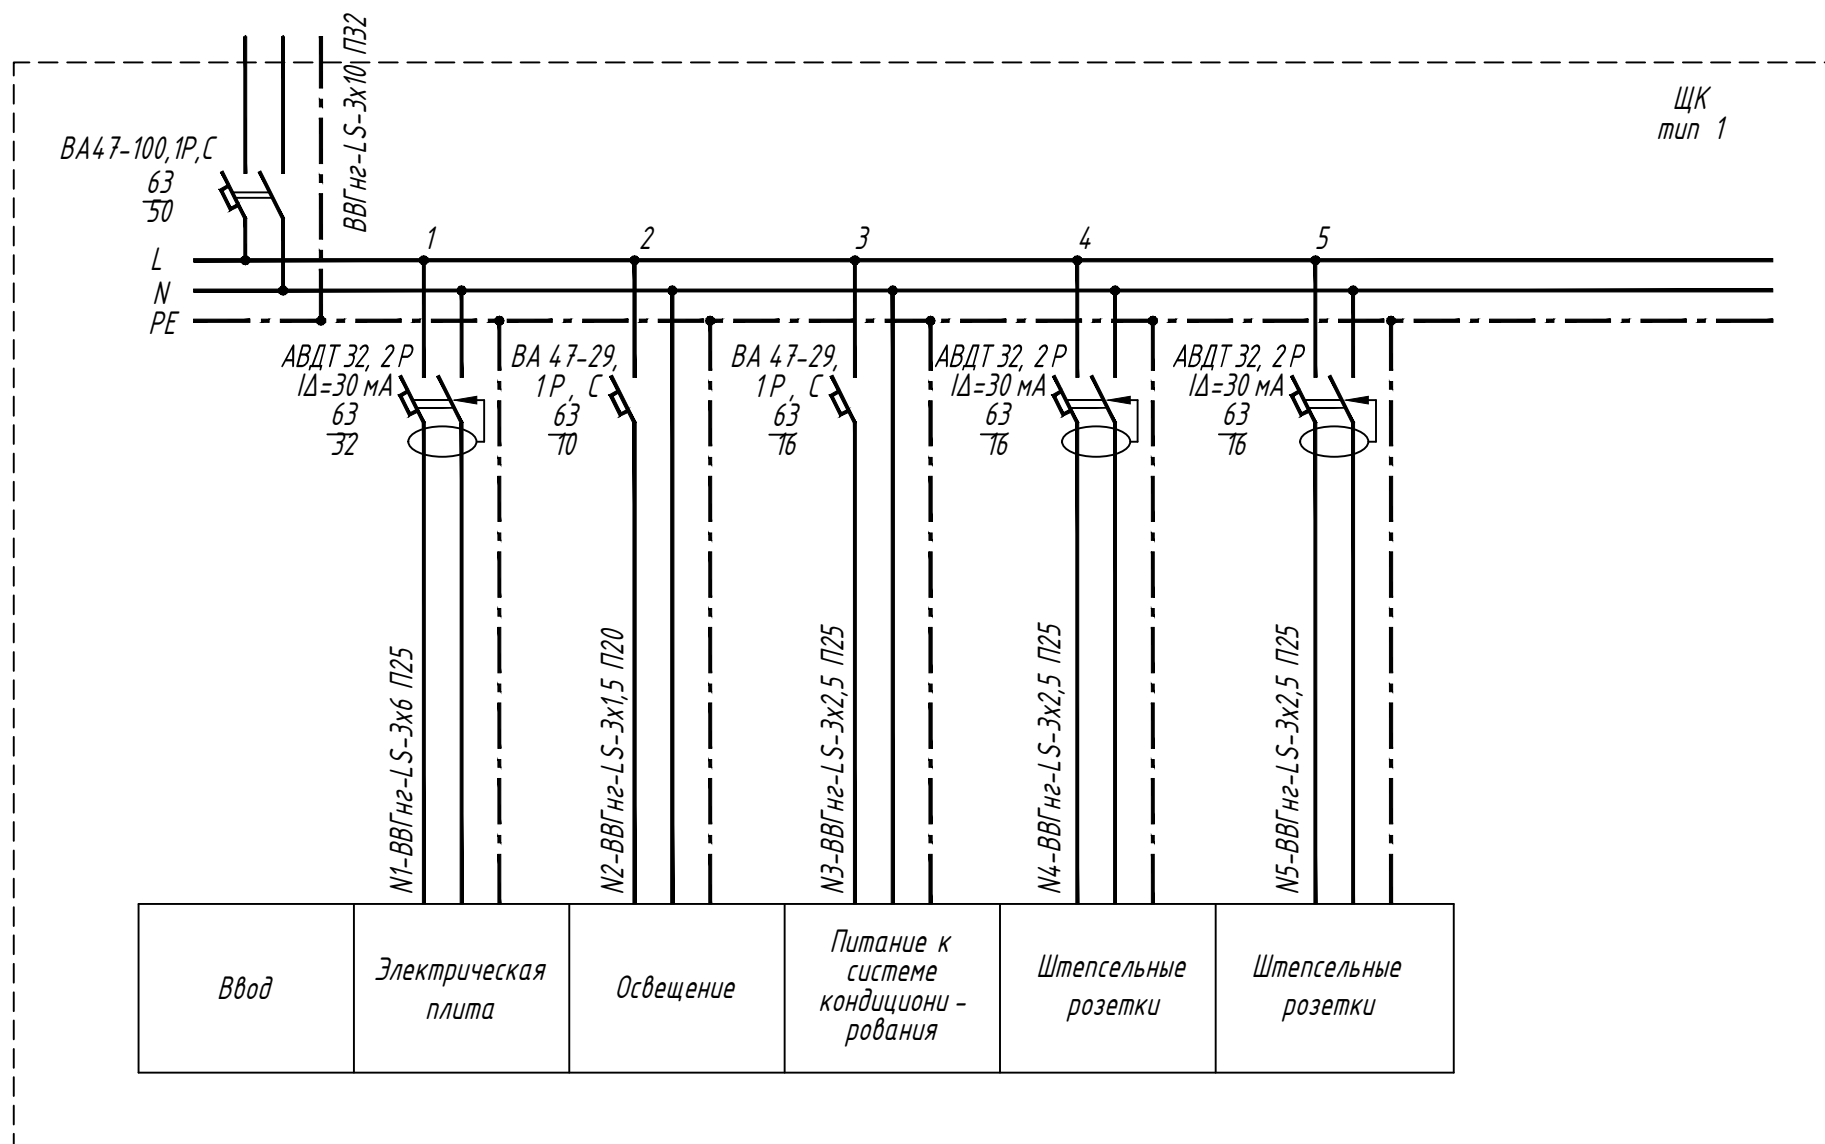 ВВГнг-LS-3х10 П32
ЩК
тип 1
ВА47-100,1Р,С
63
50
L
N
PE
1
2
3
4
5
АВДТ 32, 2Р
IΔ=30 мА
63
32
ВА 47-29,
1Р, С
63
10
ВА 47-29,
1Р, С
63
16
АВДТ 32, 2Р
IΔ=30 мА
63
16
АВДТ 32, 2Р
IΔ=30 мА
63
16
N1-ВВГнг-LS-3х6 П25
N2-ВВГнг-LS-3х1,5 П20
N3-ВВГнг-LS-3х2,5 П25
N4-ВВГнг-LS-3х2,5 П25
N5-ВВГнг-LS-3х2,5 П25
Ввод
Электрическая
плита
Освещение
Питание к
системе
кондициони-
рования
Штепсельные
розетки
Штепсельные
розетки